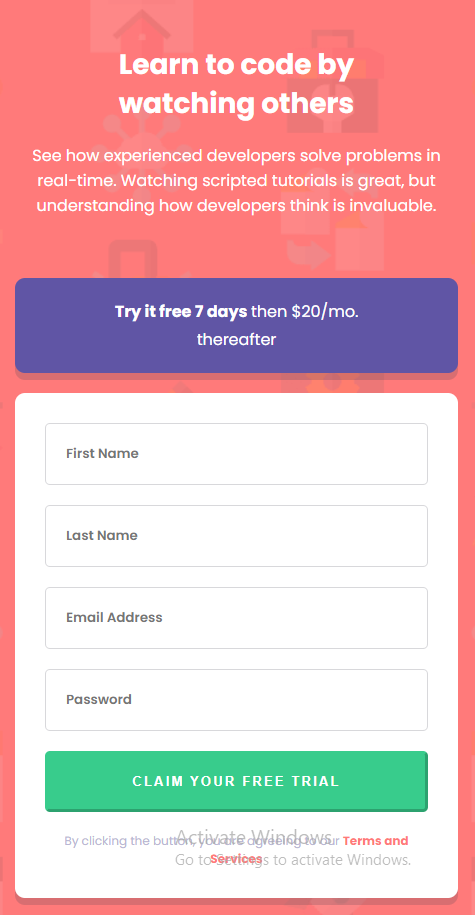 Learn to code by
watching others
See how experienced developers solve problems in
real-time. Watching scripted tutorials is great, but
understanding how developers think is invaluable.
Try it free 7 days then $20/mo.
thereafter
First Name
Last Name
Email Address
Password
CLAIM YOUR FREE TRIAL
By clicking the button, you are agreeing to our Terms and
Services
Activate Windows
Go to Settings to activate Windows.